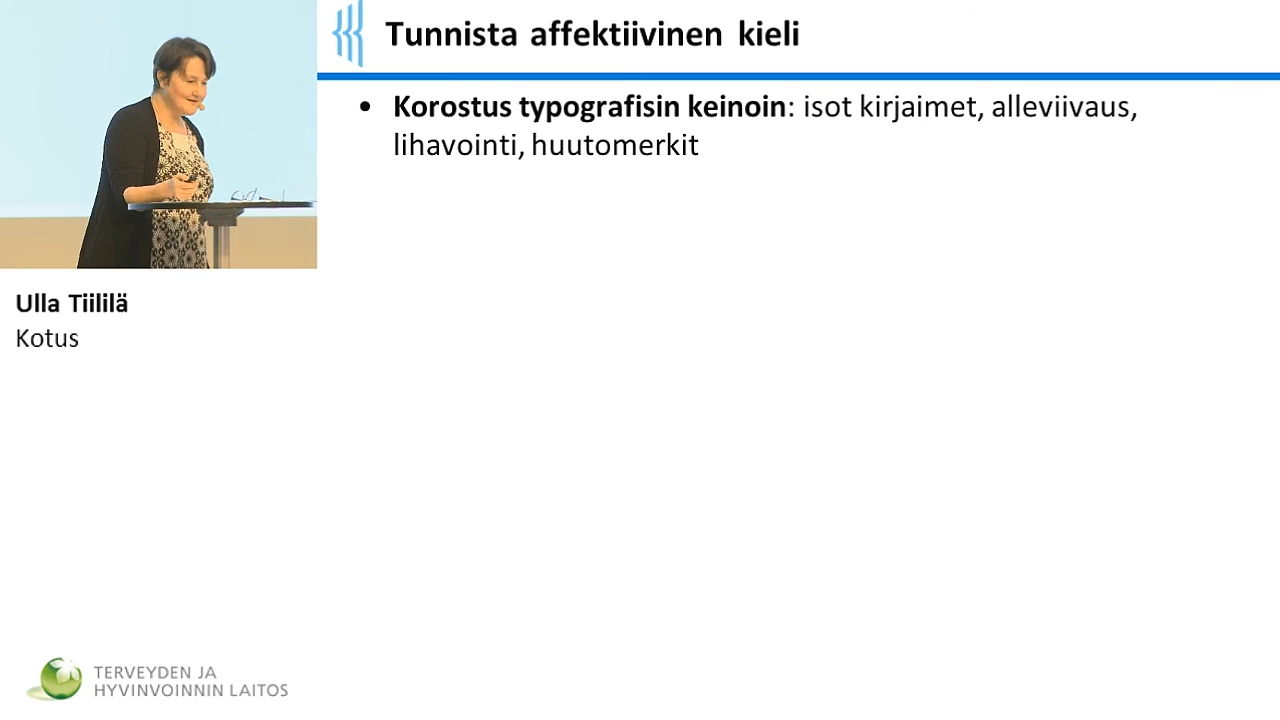 Tunnista affektiivinen kieli
• Korostus typografisin keinoin: isot kirjaimet, alleviivaus,
lihavointi, huutomerkit
Ulla Tiililä
Kotus
TERVEYDEN JA
HYVINVOINNIN LAITOS